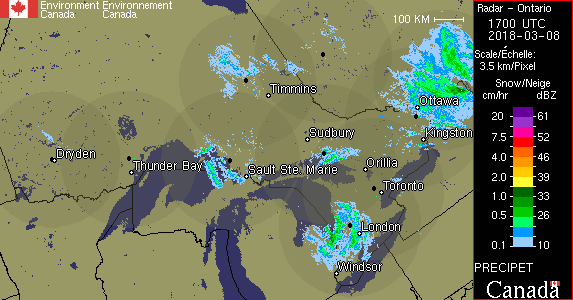 Environment Environnement
Canada Canada
100 KM
Timmins
Ottawa
Sudbury
Kingston
Dryden
Thunder Bay
Sault Ste. Marie
Orillia
Toronto
London
Windsor
Radar - Ontario
1700 UTC
2018-03-08
Scale/Échelle:
3.5 km/Pixel
Snow/Neige
cm/hr dBZ
20 61
7.5 52
4.0 46
2.0 39
1.0 33
0.5 26
0.1 10
PRECIPET
Canada